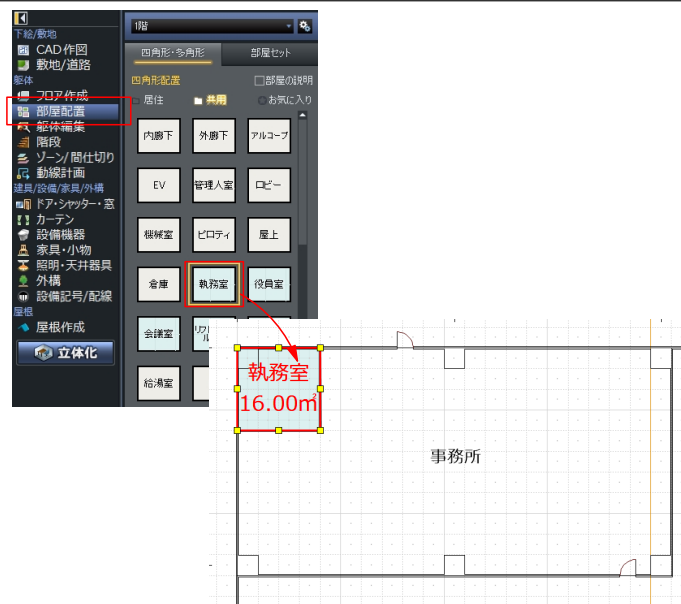 下絵/敷地
CAD作図
敷地/道路
躯体
フロア作成
部屋配置
躯体編集
階段
ゾーン/間仕切り
動線計画
建具/設備/家具/外構
ドア・シャッター・窓
カーテン
設備機器
家具・小物
照明・天井器具
外構
設備記号/配線
屋根
屋根作成
立体化
1階
四角形・多角形
部屋セット
四角形配置
部屋の説明
居住
共用
お気に入り
内廊下
外廊下
アルコーブ
EV
管理人室
ロビー
機械室
ピロティ
屋上
倉庫
執務室
役員室
会議室
給湯室
執務室
16.00㎡
事務所